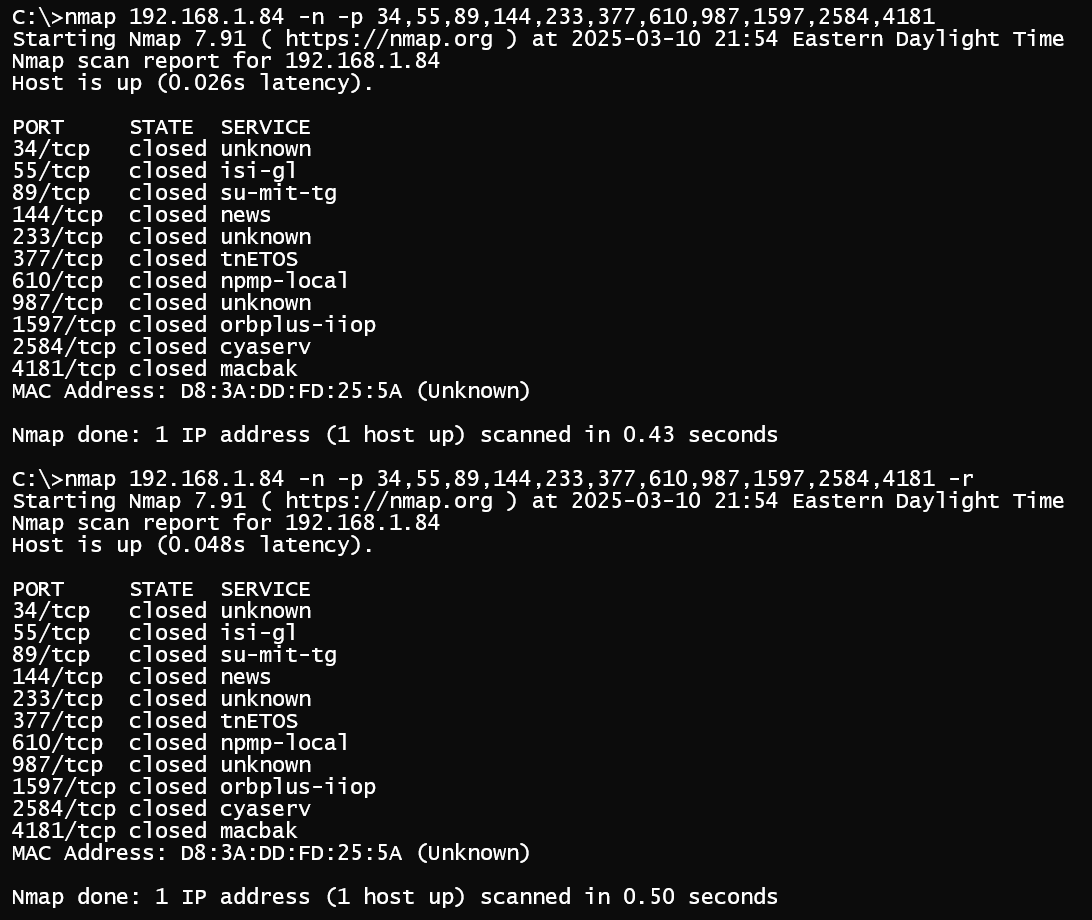 C:\>nmap 192.168.1.84 -n -p 34,55,89,144,233,377,610,987,1597,2584,4181
Starting Nmap 7.91 ( https://nmap.org ) at 2025-03-10 21:54 Eastern Daylight Time
Nmap scan report for 192.168.1.84
Host is up (0.026s latency).

PORT     STATE  SERVICE
34/tcp   closed unknown
55/tcp   closed isi-gl
89/tcp   closed su-mit-tg
144/tcp  closed news
233/tcp  closed unknown
377/tcp  closed tnETOS
610/tcp  closed npmp-local
987/tcp  closed unknown
1597/tcp closed orbplus-iiop
2584/tcp closed cyaserv
4181/tcp closed macbak
MAC Address: D8:3A:DD:FD:25:5A (Unknown)

Nmap done: 1 IP address (1 host up) scanned in 0.43 seconds

C:\>nmap 192.168.1.84 -n -p 34,55,89,144,233,377,610,987,1597,2584,4181 -r
Starting Nmap 7.91 ( https://nmap.org ) at 2025-03-10 21:54 Eastern Daylight Time
Nmap scan report for 192.168.1.84
Host is up (0.048s latency).

PORT     STATE  SERVICE
34/tcp   closed unknown
55/tcp   closed isi-gl
89/tcp   closed su-mit-tg
144/tcp  closed news
233/tcp  closed unknown
377/tcp  closed tnETOS
610/tcp  closed npmp-local
987/tcp  closed unknown
1597/tcp closed orbplus-iiop
2584/tcp closed cyaserv
4181/tcp closed macbak
MAC Address: D8:3A:DD:FD:25:5A (Unknown)

Nmap done: 1 IP address (1 host up) scanned in 0.50 seconds